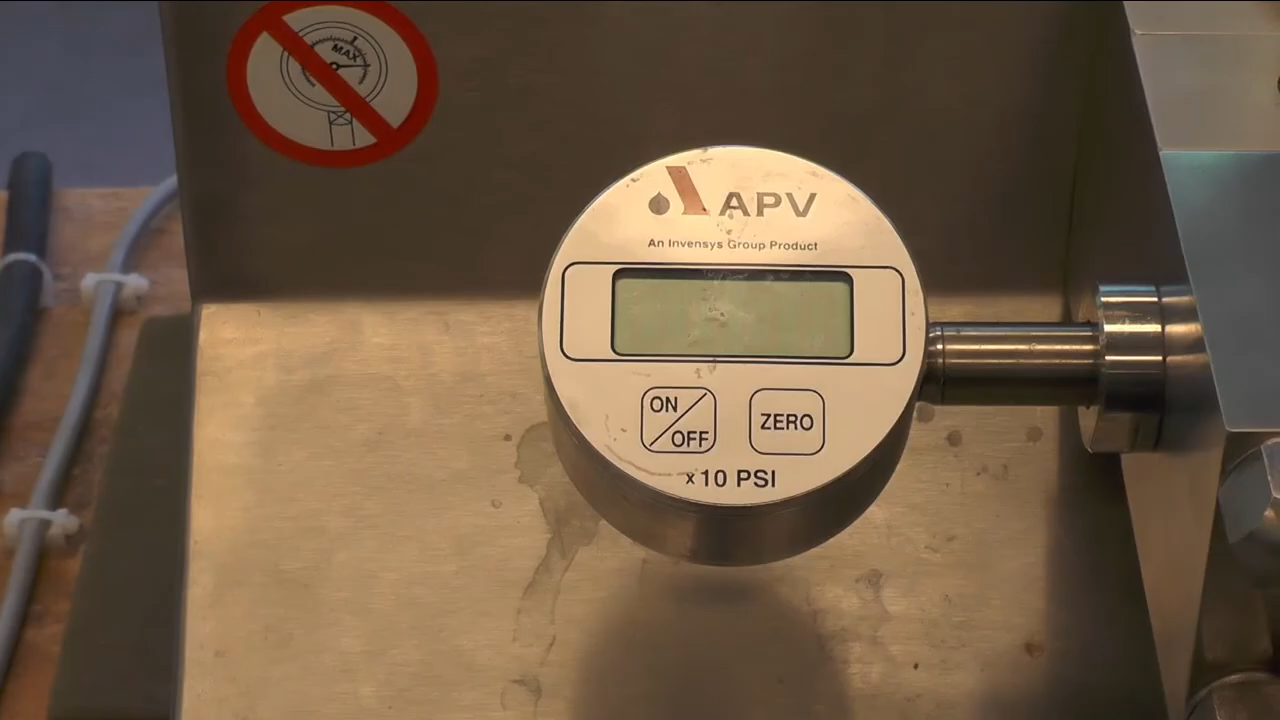 MAX
APV
An Invensys Group Product
ON
OFF
ZERO
x10 PSI